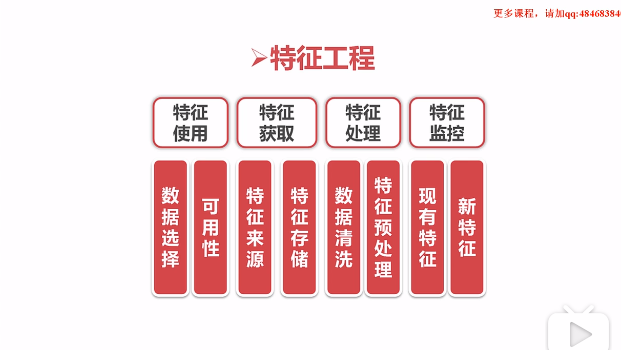 更多课程，请加qq:48468384
➢特征工程
特征
使用
特征
获取
特征
处理
特征
监控
数据选择
可用性
特征来源
特征存储
数据清洗
特征预处理
现有特征
新特征